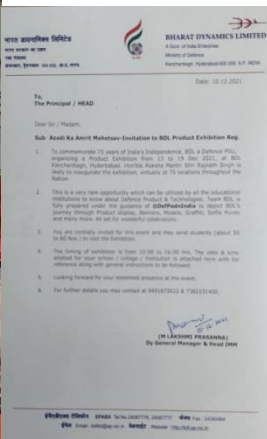 भारत डायनामिक्स लिमिटेड
भारत सरकार का उद्यम
रक्षा मंत्रालय
BHARAT DYNAMICS LIMITED
A Govt. of India Enterprise
Ministry of Defence
Kanchanbagh, Hyderabad-500 058. A.P. INDIA
Date: 10.12.2021
To,
The Principal / HEAD
Dear Sir / Madam,
Sub: Azadi Ka Amrit Mahotsav-Invitation to BDL Product Exhibition Reg.
1. To commemorate 75 years of India's Independence, BDL a Defence PSU, organizing a Product Exhibition from 13 to 19 Dec 2021, at BDL Kanchanbagh, Hyderabad. Hon'ble Raksha Mantri Shri Rajnath Singh is likely to inaugurate the exhibition, virtually at 75 locations throughout the Nation.
2. This is a very rare opportunity which can be utilized by all the educational institutions to know about Defence Product & Technologies. Team BDL is fully prepared under the guidance of @DefProdnIndia to depict BDL's journey through Product display, Banners, Models, Graffiti, Selfie Points and many more. All set for wonderful celebrations.
3. You are cordially invited for this event and may send students (about 50 to 60 Nos.) to visit the Exhibition.
4. The timing of exhibition is from 10:00 to 16:00 hrs. The date & time allotted for your school / college / Institution is attached here with for reference along with general instructions to be followed.
5. Looking forward for your esteemed presence at the event.
6. For further details you may contact at
(M LAKSHMI PRASANNA)
Dy General Manager & Head